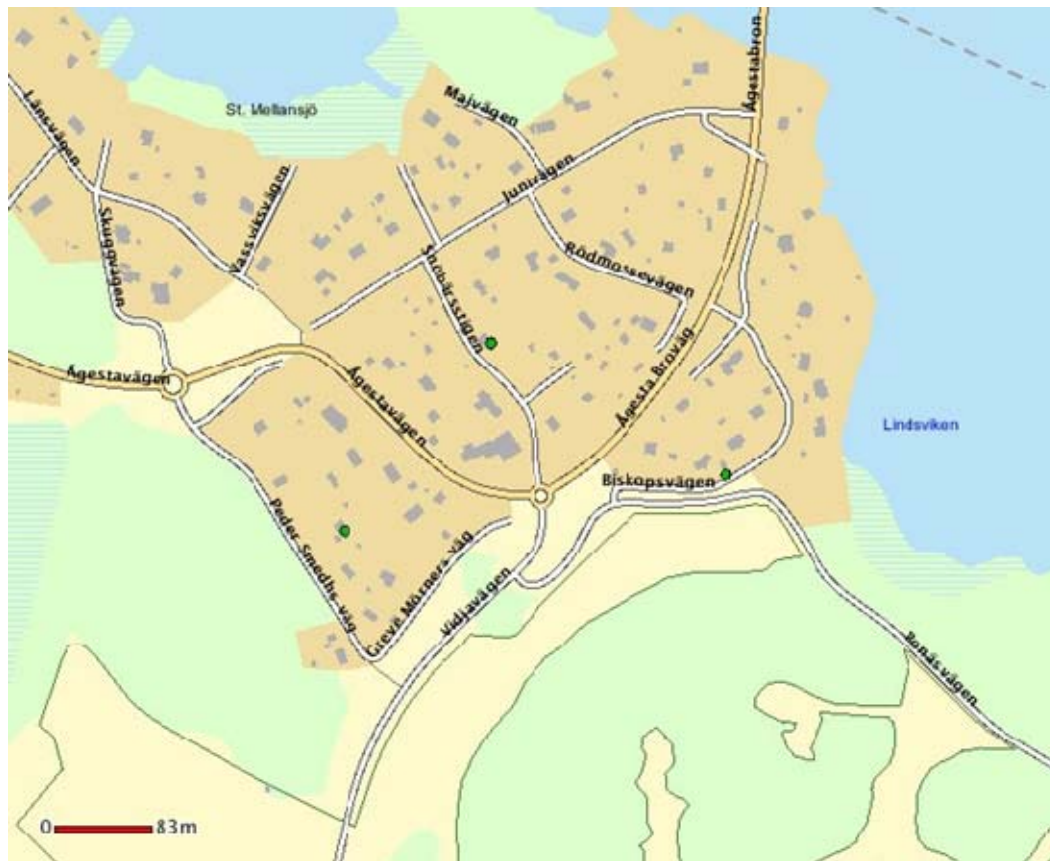 Ågestabron
Majvägen
Länsvägen
St. Mellansjö
Junivägen
Vassviksvägen
Skuggvägen
Snöbärsstigen
Rödmossevägen
Ågestavägen
Ågestavägen
Ågesta Broväg
Lindsviken
Biskopsvägen
Peder Smedhs väg
Greve Mörners väg
Vidjavägen
Bonäsvägen
0 83m